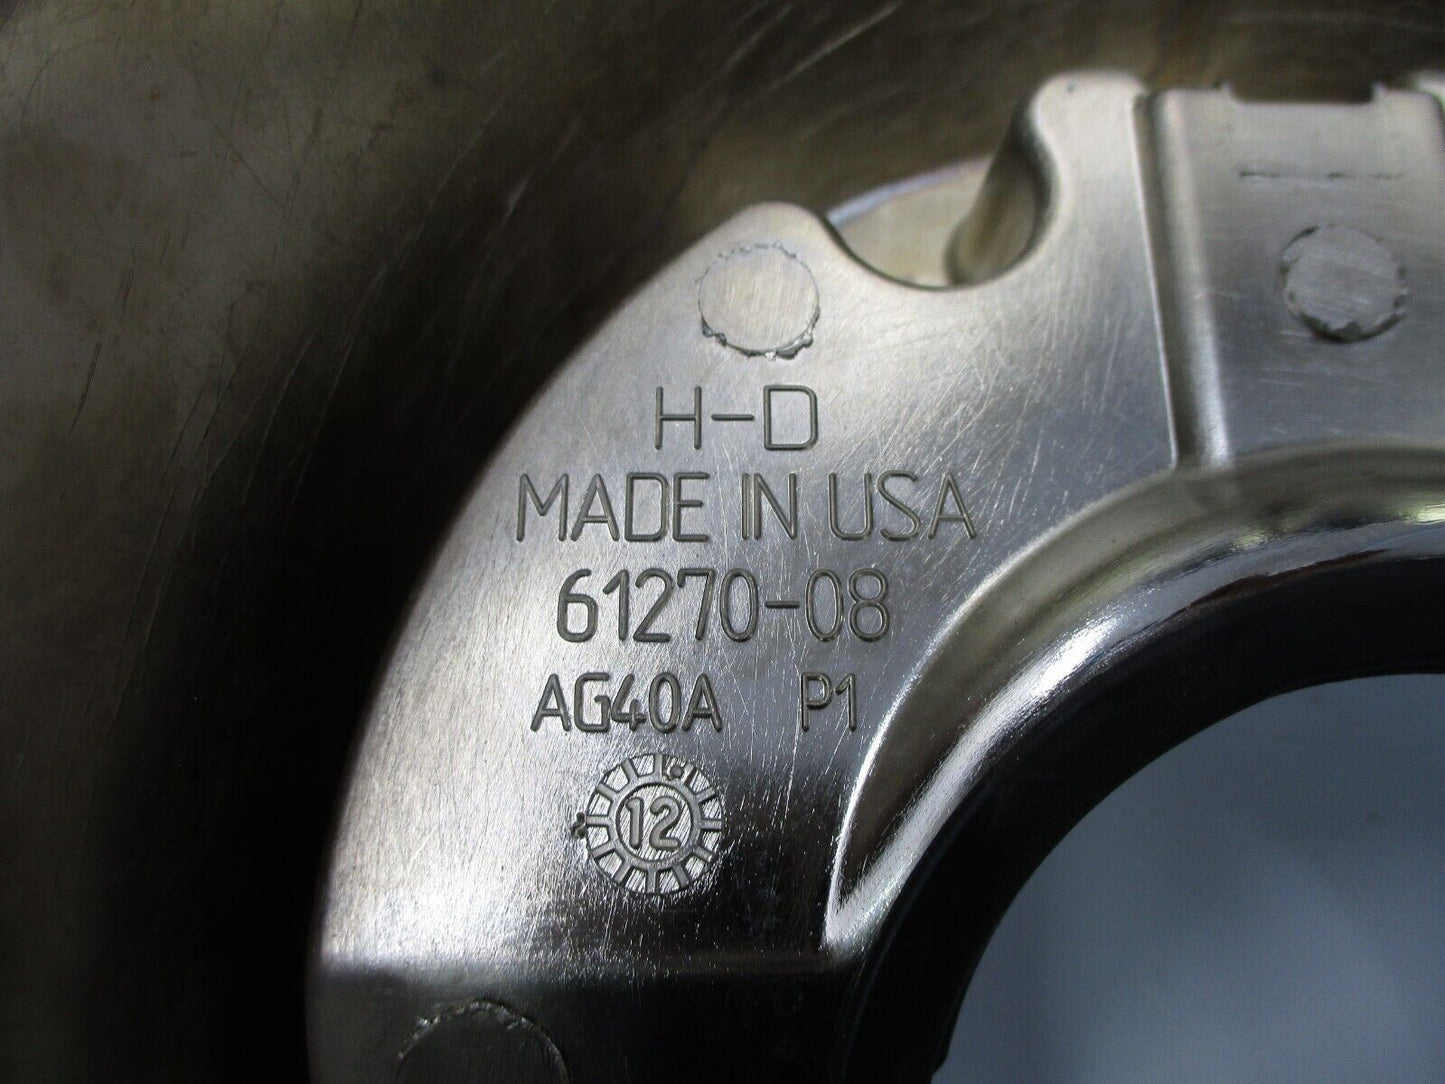 H-D
MADE IN USA
61270-08
AG40A P1
12